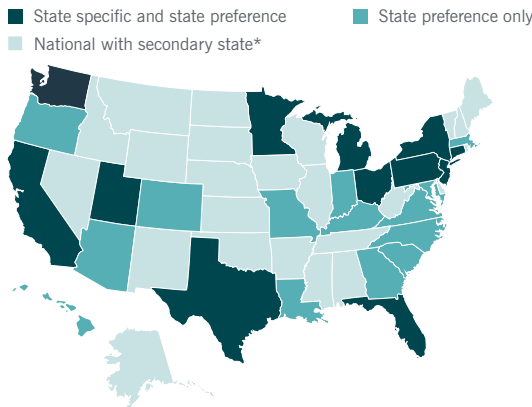 State specific and state preference
State preference only
National with secondary state*